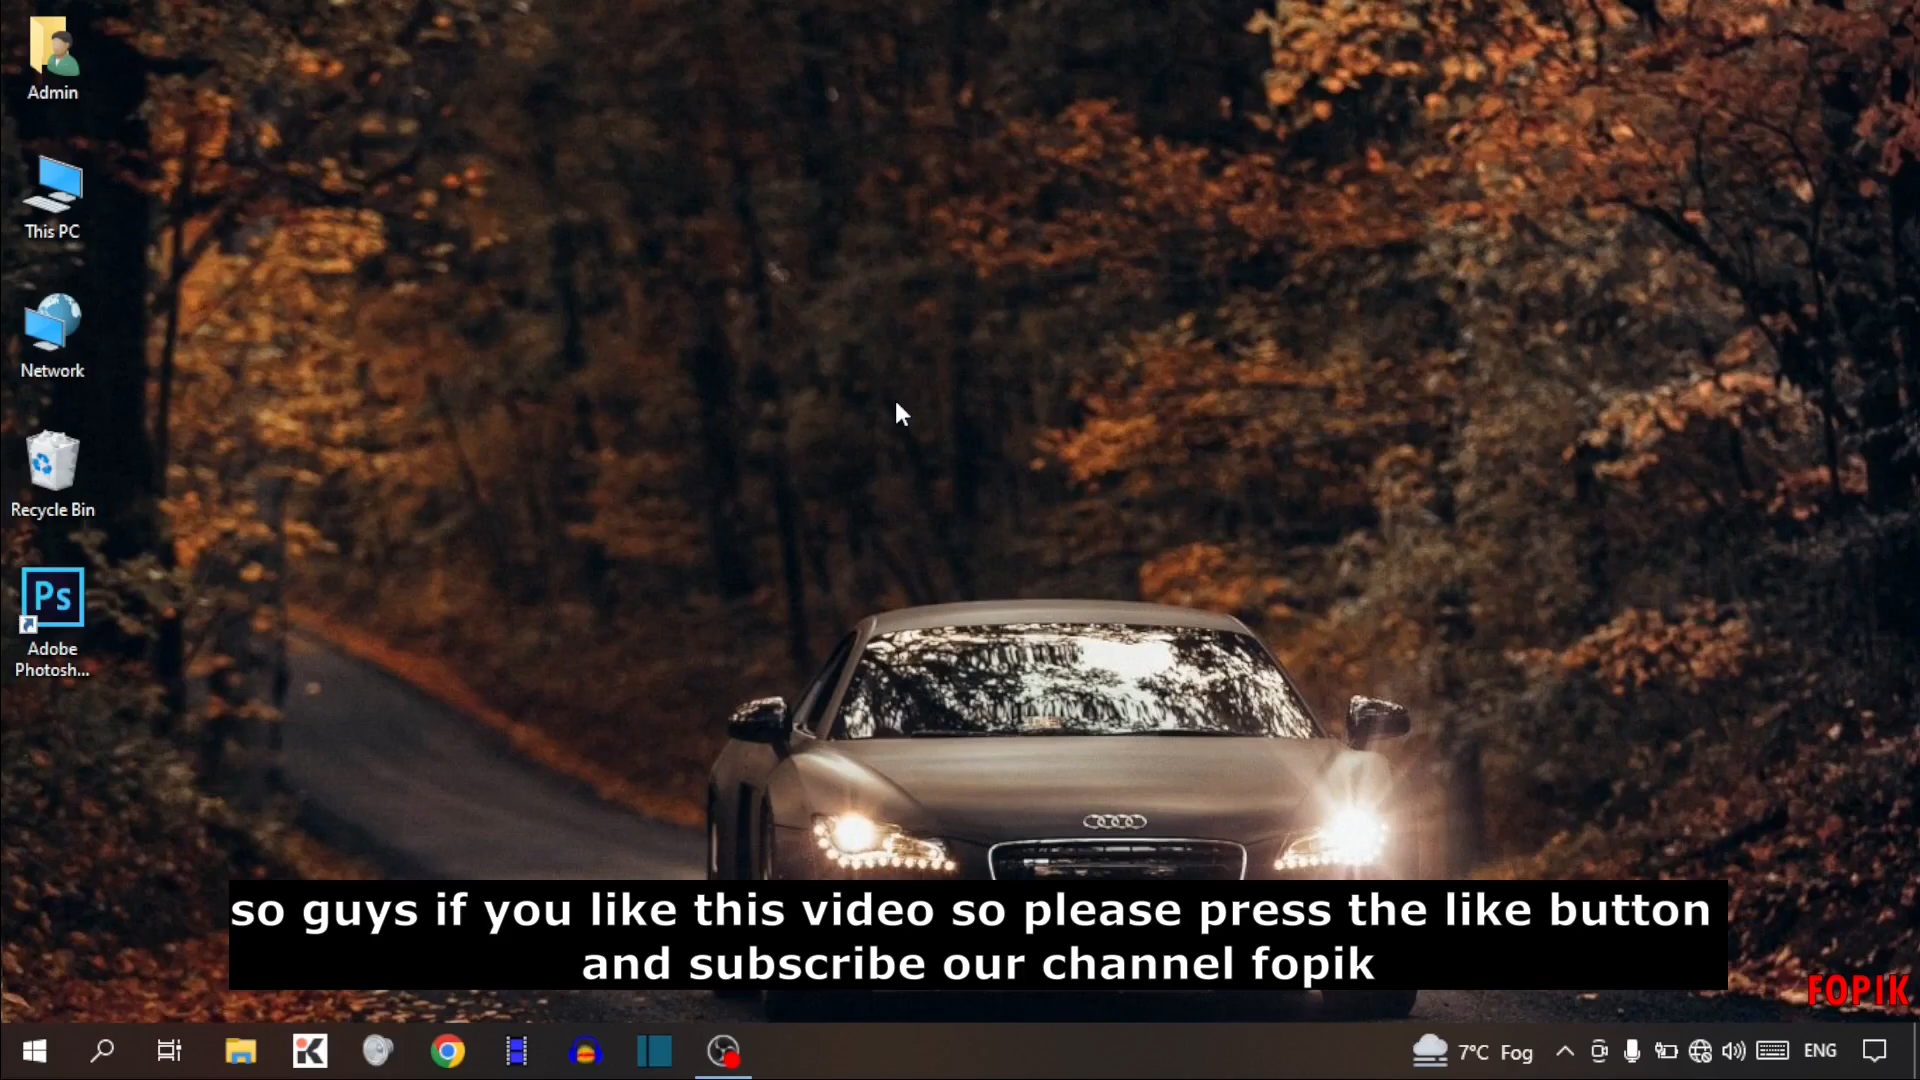 Admin
This PC
Network
Recycle Bin
Ps
Adobe
Photosh...
so guys if you like this video so please press the like button
and subscribe our channel fopik
FOPIK
7°C Fog
ENG